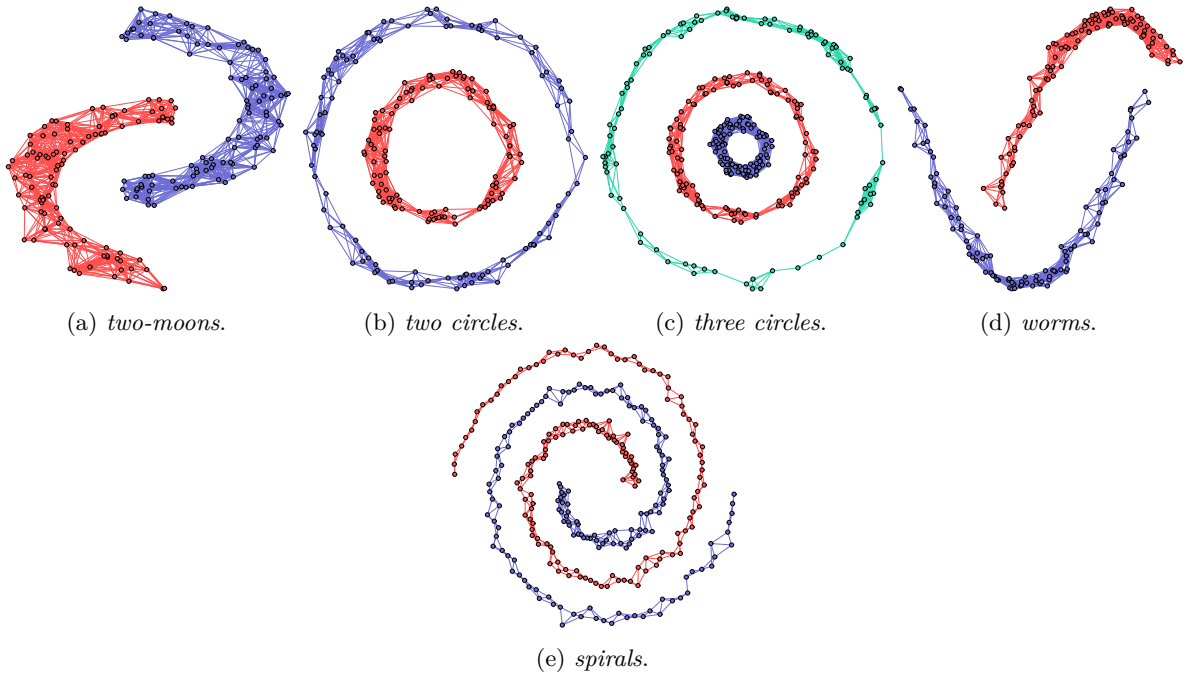 (a) two-moons.
(b) two circles.
(c) three circles.
(d) worms.
(e) spirals.